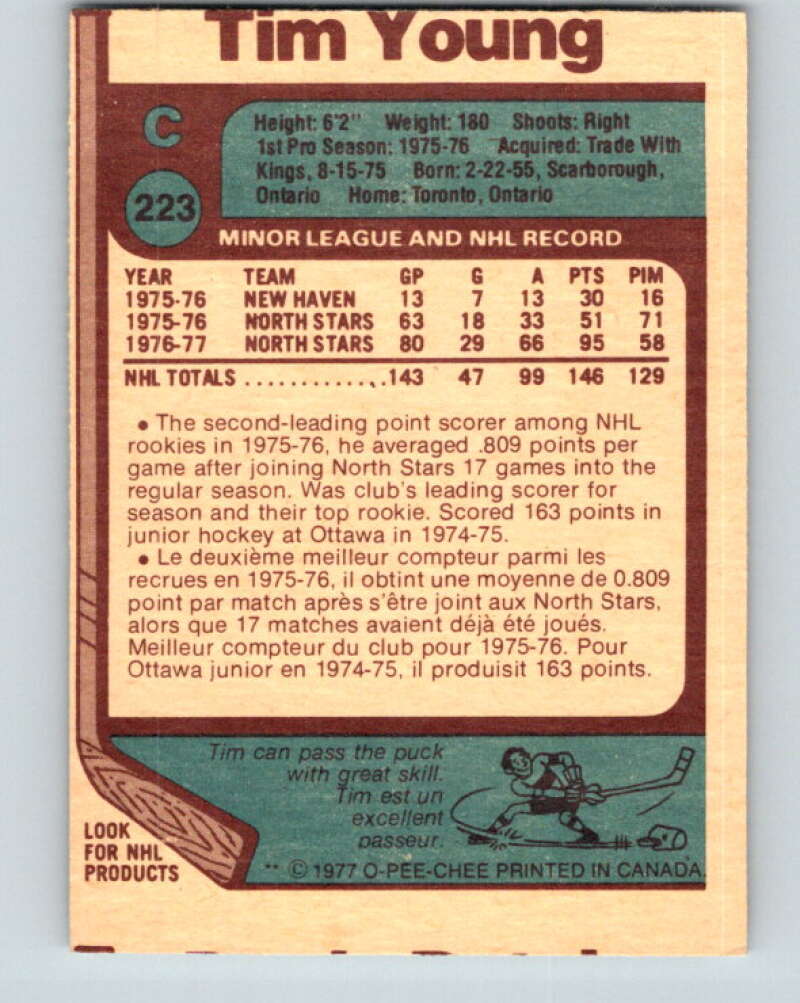 Tim Young
C
223
Height: 6'2" Weight: 180 Shoots: Right
1st Pro Season: 1975-76 Acquired: Trade With
Kings, 8-15-75 Born: 2-22-55, Scarborough,
Ontario Home: Toronto, Ontario
MINOR LEAGUE AND NHL RECORD
YEAR TEAM GP G A PTS PIM
1975-76 NEW HAVEN 13 7 13 30 16
1975-76 NORTH STARS 63 18 33 51 71
1976-77 NORTH STARS 80 29 66 95 58
NHL TOTALS ..............143 47 99 146 129
• The second-leading point scorer among NHL
rookies in 1975-76, he averaged .809 points per
game after joining North Stars 17 games into the
regular season. Was club's leading scorer for
season and their top rookie. Scored 163 points in
junior hockey at Ottawa in 1974-75.
• Le deuxième meilleur compteur parmi les
recrues en 1975-76, il obtint une moyenne de 0.809
point par match après s'être joint aux North Stars,
alors que 17 matches avaient déjà été joués.
Meilleur compteur du club pour 1975-76. Pour
Ottawa junior en 1974-75, il produisit 163 points.
Tim can pass the puck
with great skill.
Tim est un
excellent
passeur.
LOOK
FOR NHL
PRODUCTS
** © 1977 O-PEE-CHEE PRINTED IN CANADA.